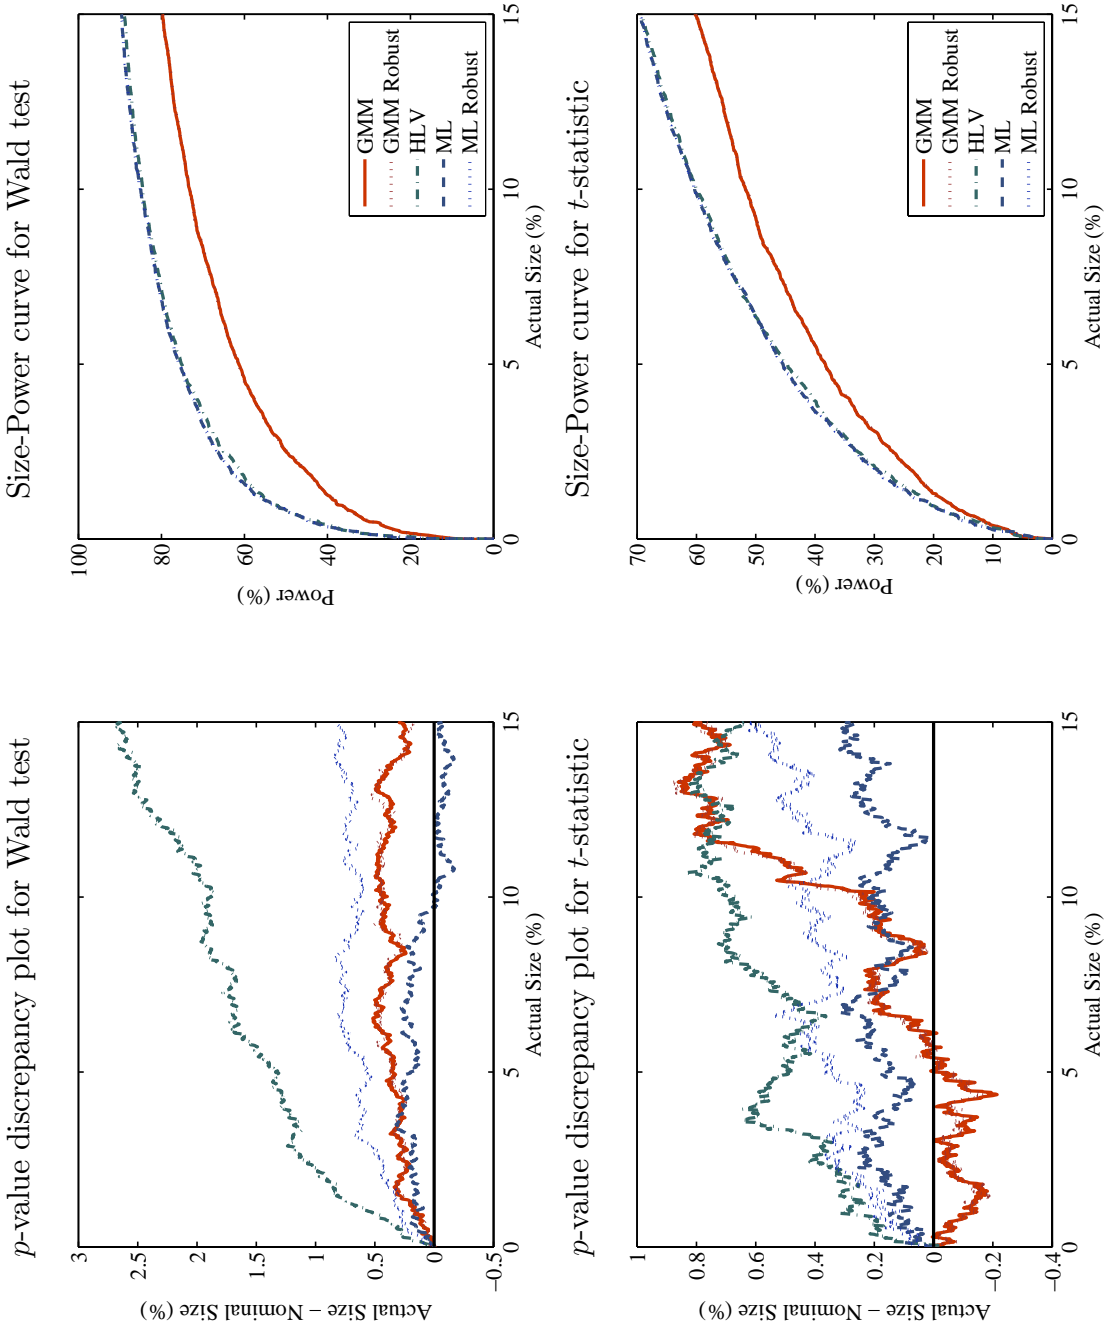 p-value discrepancy plot for Wald test
Actual Size – Nominal Size (%)
3
2.5
2
1.5
1
0.5
0
−0.5
0
5
10
15
Actual Size (%)
Size-Power curve for Wald test
Power (%)
100
80
60
40
20
0
0
5
10
15
Actual Size (%)
GMM
GMM Robust
HLV
ML
ML Robust
p-value discrepancy plot for t-statistic
Actual Size – Nominal Size (%)
1
0.8
0.6
0.4
0.2
0
−0.2
−0.4
0
5
10
15
Actual Size (%)
Size-Power curve for t-statistic
Power (%)
70
60
50
40
30
20
10
0
0
5
10
15
Actual Size (%)
GMM
GMM Robust
HLV
ML
ML Robust